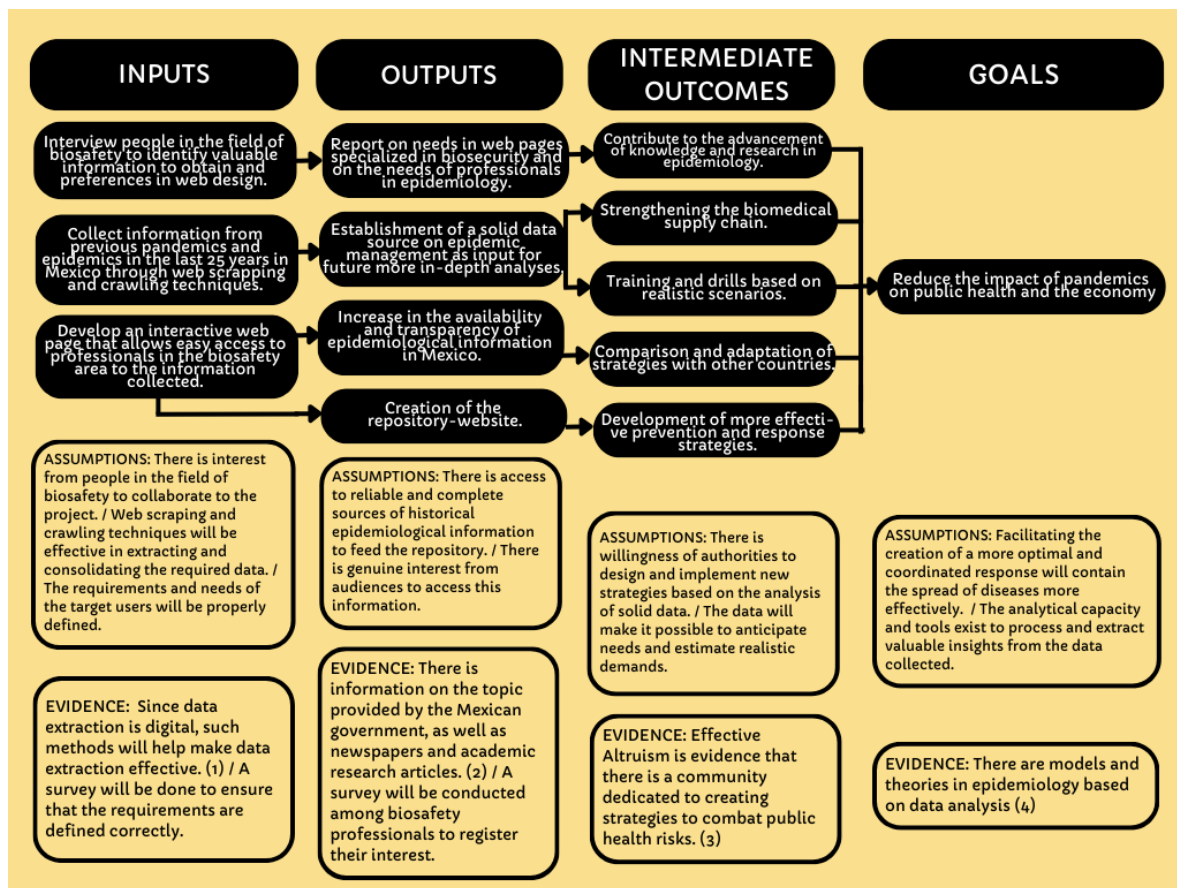 INPUTS
Interview people in the field of
biosafety to identify valuable
information to obtain and
preferences in web design.
Collect information from
previous pandemics and
epidemics in the last 25 years in
Mexico through web scrapping
and crawling techniques.
Develop an interactive web
page that allows easy access to
professionals in the biosafety
area to the information
collected.
ASSUMPTIONS: There is interest
from people in the field of
biosafety to collaborate to the
project. / Web scraping and
crawling techniques will be
effective in extracting and
consolidating the required data. /
The requirements and needs of
the target users will be properly
defined.
EVIDENCE: Since data
extraction is digital, such
methods will help make data
extraction effective. (1) / A
survey will be done to ensure
that the requirements are
defined correctly.
OUTPUTS
Report on needs in web pages
specialized in biosecurity and
on the needs of professionals
in epidemiology.
Establishment of a solid data
source on epidemic
management as input for
future more in-depth analyses.
Increase in the availability
and transparency of
epidemiological information
in Mexico.
Creation of the
repository-website.
ASSUMPTIONS: There is access
to reliable and complete
sources of historical
epidemiological information
to feed the repository. / There
is genuine interest from
audiences to access this
information.
EVIDENCE: There is
information on the topic
provided by the Mexican
government, as well as
newspapers and academic
research articles. (2) / A
survey will be conducted
among biosafety
professionals to register
their interest.
INTERMEDIATE
OUTCOMES
Contribute to the advancement
of knowledge and research in
epidemiology.
Strengthening the biomedical
supply chain.
Training and drills based on
realistic scenarios.
Comparison and adaptation of
strategies with other countries.
Development of more effecti-
ve prevention and response
strategies.
ASSUMPTIONS: There is
willingness of authorities to
design and implement new
strategies based on the analysis
of solid data. / The data will
make it possible to anticipate
needs and estimate realistic
demands.
EVIDENCE: Effective
Altruism is evidence that
there is a community
dedicated to creating
strategies to combat public
health risks. (3)
GOALS
Reduce the impact of pandemics
on public health and the economy
ASSUMPTIONS: Facilitating the
creation of a more optimal and
coordinated response will contain
the spread of diseases more
effectively. / The analytical capacity
and tools exist to process and extract
valuable insights from the data
collected.
EVIDENCE: There are models and
theories in epidemiology based
on data analysis (4)